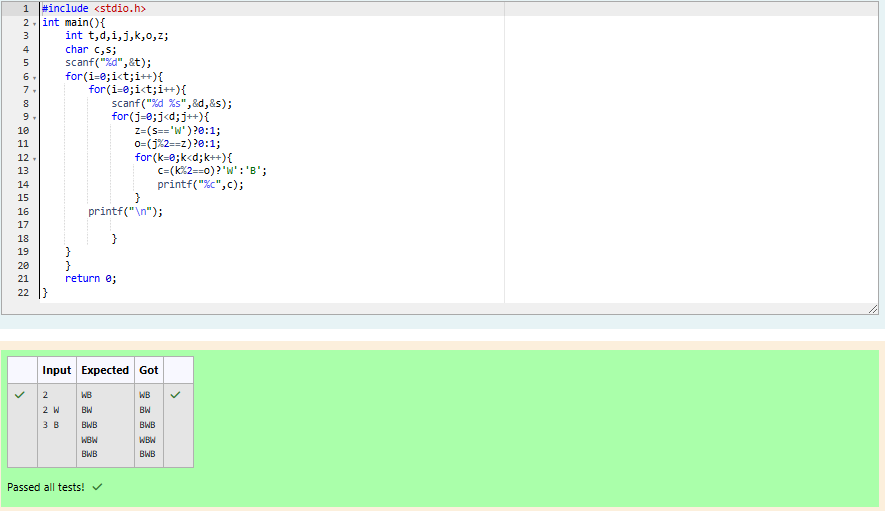 1 #include <stdio.h>
2 int main(){
3     int t,d,i,j,k,o,z;
4     char c,s;
5     scanf("%d",&t);
6     for(i=0;i<t;i++){
7         for(i=0;i<t;i++){
8             scanf("%d %s",&d,&s);
9             for(j=0;j<d;j++){
10                 z=(s=='W')?0:1;
11                 o=(j%2==z)?0:1;
12                 for(k=0;k<d;k++){
13                     c=(k%2==o)?'W':'B';
14                     printf("%c",c);
15                 }
16         printf("\n");
17
18             }
19     }
20     }
21     return 0;
22 }
Input Expected Got
2 WB WB
2 W BW BW
3 B BWB BWB
WBW WBW
BWB BWB
Passed all tests!